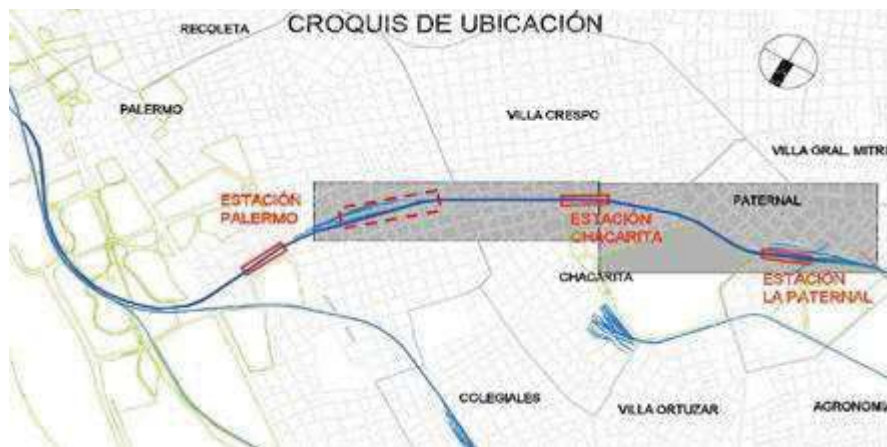 RECOLETA
CROQUIS DE UBICACIÓN
PALERMO
VILLA CRESPO
VILLA GRAL. MITRE
ESTACIÓN
PALERMO
PATERNAL
ESTACIÓN
CHACARITA
CHACARITA
ESTACIÓN
LA PATERNAL
COLEGIALES
VILLA ORTUZAR
AGRONOMIA